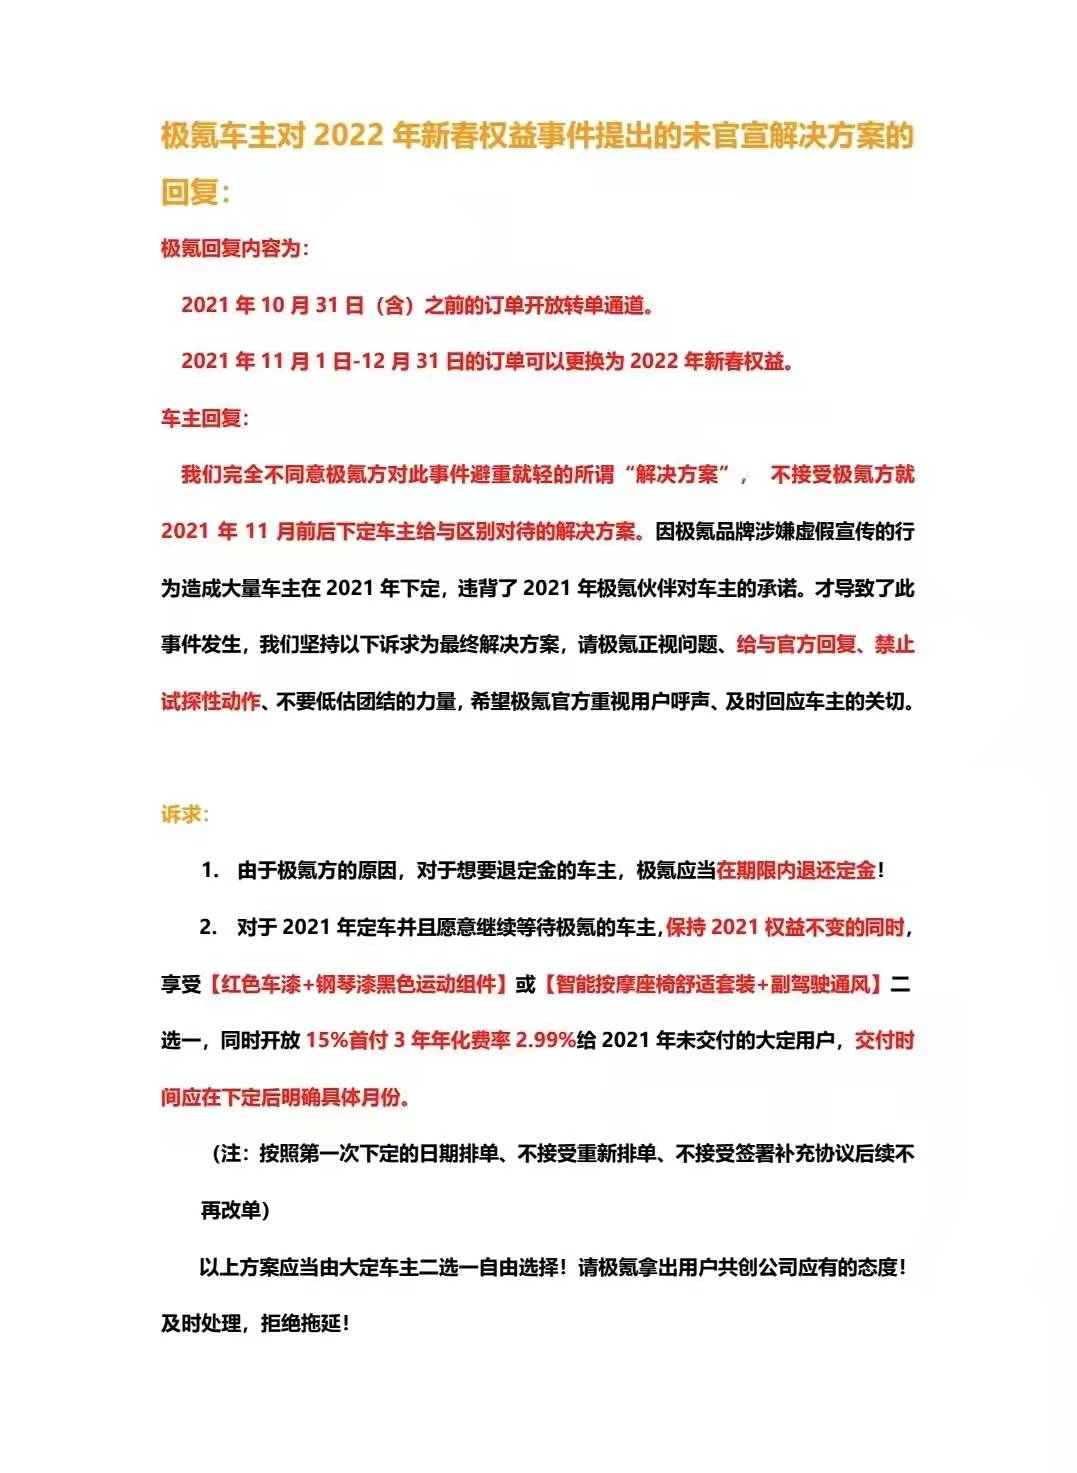 极氪车主对 2022 年新春权益事件提出的未官宣解决方案的
回复：
极氪回复内容为：
2021 年 10 月 31 日（含）之前的订单开放转单通道。
2021 年 11 月 1 日-12 月 31 日的订单可以更换为 2022 年新春权益。
车主回复：
我们完全不同意极氪方对此事件避重就轻的所谓“解决方案”， 不接受极氪方就
2021 年 11 月前后下定车主给与区别对待的解决方案。因极氪品牌涉嫌虚假宣传的行
为造成大量车主在 2021 年下定，违背了 2021 年极氪伙伴对车主的承诺。才导致了此
事件发生，我们坚持以下诉求为最终解决方案，请极氪正视问题、给与官方回复、禁止
试探性动作、不要低估团结的力量，希望极氪官方重视用户呼声、及时回应车主的关切。
诉求：
1. 由于极氪方的原因，对于想要退定金的车主，极氪应当在期限内退还定金！
2. 对于 2021 年定车并且愿意继续等待极氪的车主，保持 2021 权益不变的同时，
享受【红色车漆+钢琴漆黑色运动组件】或【智能按摩座椅舒适套装+副驾驶通风】二
选一，同时开放 15%首付 3 年年化费率 2.99%给 2021 年未交付的大定用户，交付时
间应在下定后明确具体月份。
（注：按照第一次下定的日期排单、不接受重新排单、不接受签署补充协议后续不
再改单）
以上方案应当由大定车主二选一自由选择！请极氪拿出用户共创公司应有的态度！
及时处理，拒绝拖延！